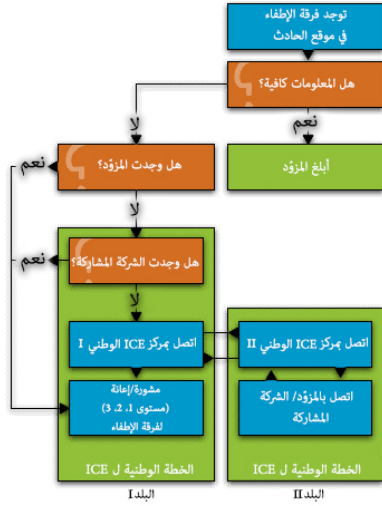 توجد فرقة الإطفاء
في موقع الحادث
هل المعلومات كافية؟
نعم
لا
أبلغ المزوّد
هل وجدت المزوّد؟
نعم
لا
هل وجدت الشركة المشاركة؟
نعم
لا
اتصل بمركز ICE الوطني I
اتصل بمركز ICE الوطني II
مشورة/إعانة
(مستوى 1، 2، 3)
لفرقة الإطفاء
اتصل بالمزوّد/ الشركة
المشاركة
الخطة الوطنية ل ICE
الخطة الوطنية ل ICE
البلد I
البلد II